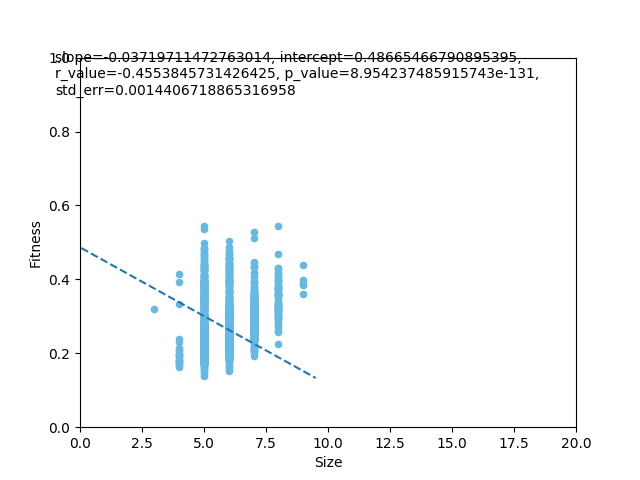 slope=-0.03719711472763014, intercept=0.48665466790895395,
r_value=-0.4553845731426425, p_value=8.954237485915743e-131,
std_err=0.0014406718865316958
1.0
0.8
0.6
0.4
0.2
0.0
Fitness
0.0 2.5 5.0 7.5 10.0 12.5 15.0 17.5 20.0
Size